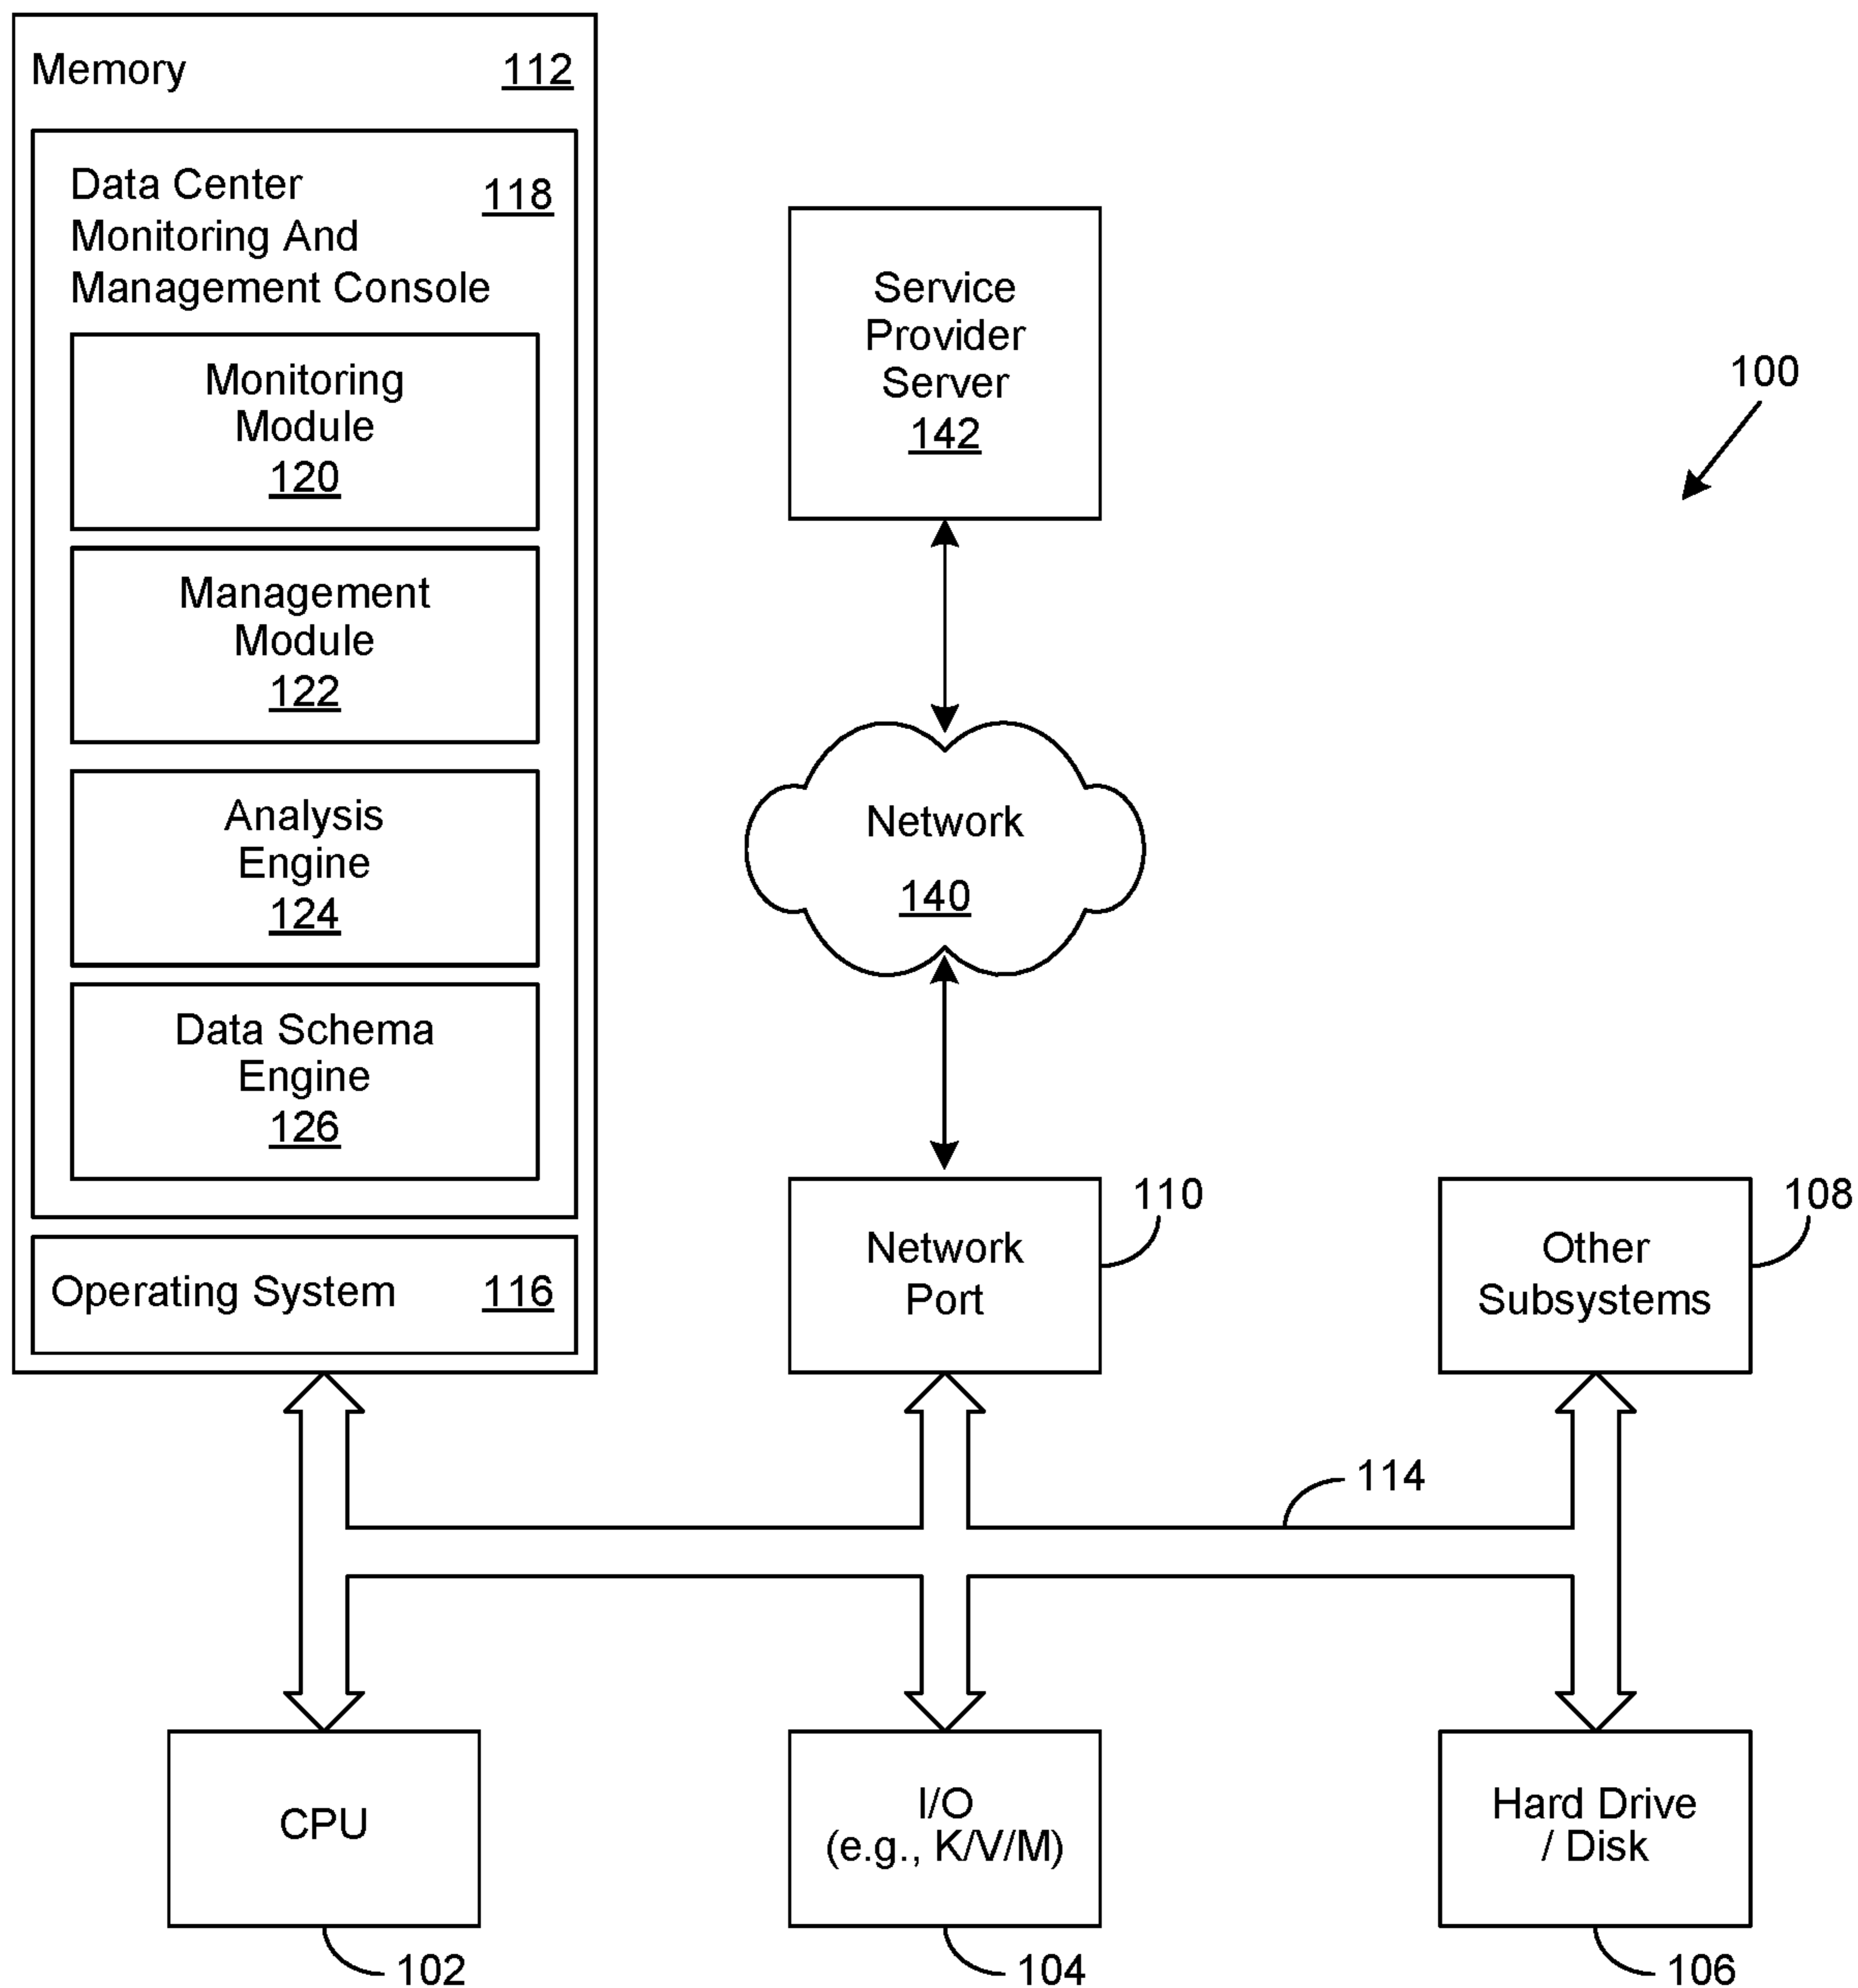 Memory 112
Data Center 118
Monitoring And
Management Console
Monitoring
Module
120
Management
Module
122
Analysis
Engine
124
Data Schema
Engine
126
Operating System 116
Service
Provider
Server
142
100
Network
140
Network
Port
110
Other
Subsystems
108
114
CPU
102
I/O
(e.g., K/V/M)
104
Hard Drive
/ Disk
106